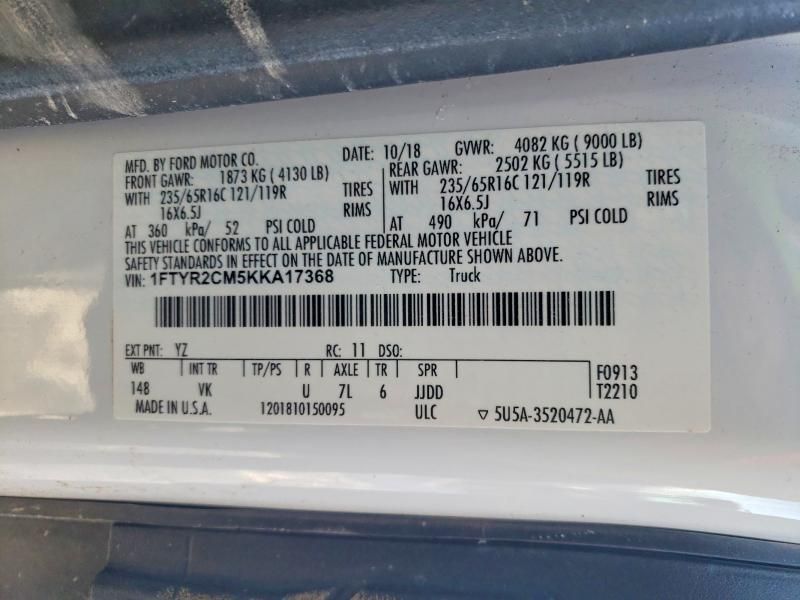 MFD. BY FORD MOTOR CO. DATE: 10/18 GVWR: 4082 KG ( 9000 LB)
FRONT GAWR: 1873 KG ( 4130 LB) REAR GAWR: 2502 KG ( 5515 LB)
WITH 235/65R16C 121/119R TIRES WITH 235/65R16C 121/119R TIRES
16X6.5J RIMS 16X6.5J RIMS
AT 360 kPa/ 52 PSI COLD AT 490 kPa/ 71 PSI COLD
THIS VEHICLE CONFORMS TO ALL APPLICABLE FEDERAL MOTOR VEHICLE
SAFETY STANDARDS IN EFFECT ON THE DATE OF MANUFACTURE SHOWN ABOVE.
VIN: 1FTYR2CM5KKA17368 TYPE: Truck
EXT PNT: YZ RC: 11 DSO:
WB INT TR TP/PS R AXLE TR SPR F0913
148 VK U 7L 6 JJDD T2210
MADE IN U.S.A. 1201810150095 ULC ▽ 5U5A-3520472-AA